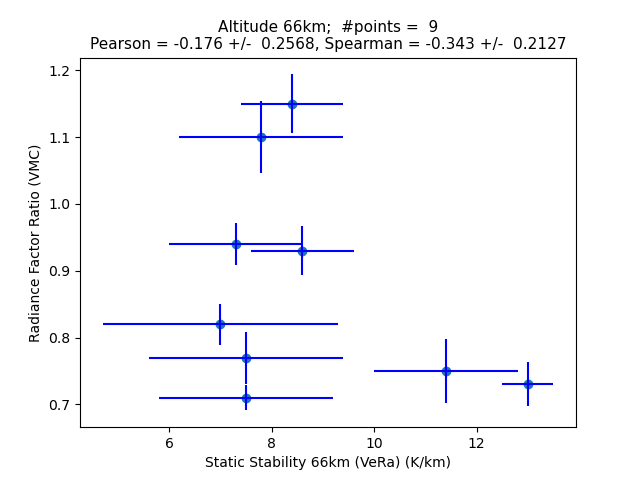 Altitude 66km;  #points =  9
Pearson = -0.176 +/-  0.2568, Spearman = -0.343 +/-  0.2127
1.2
1.1
1.0
0.9
0.8
0.7
Radiance Factor Ratio (VMC)
6
8
10
12
Static Stability 66km (VeRa) (K/km)